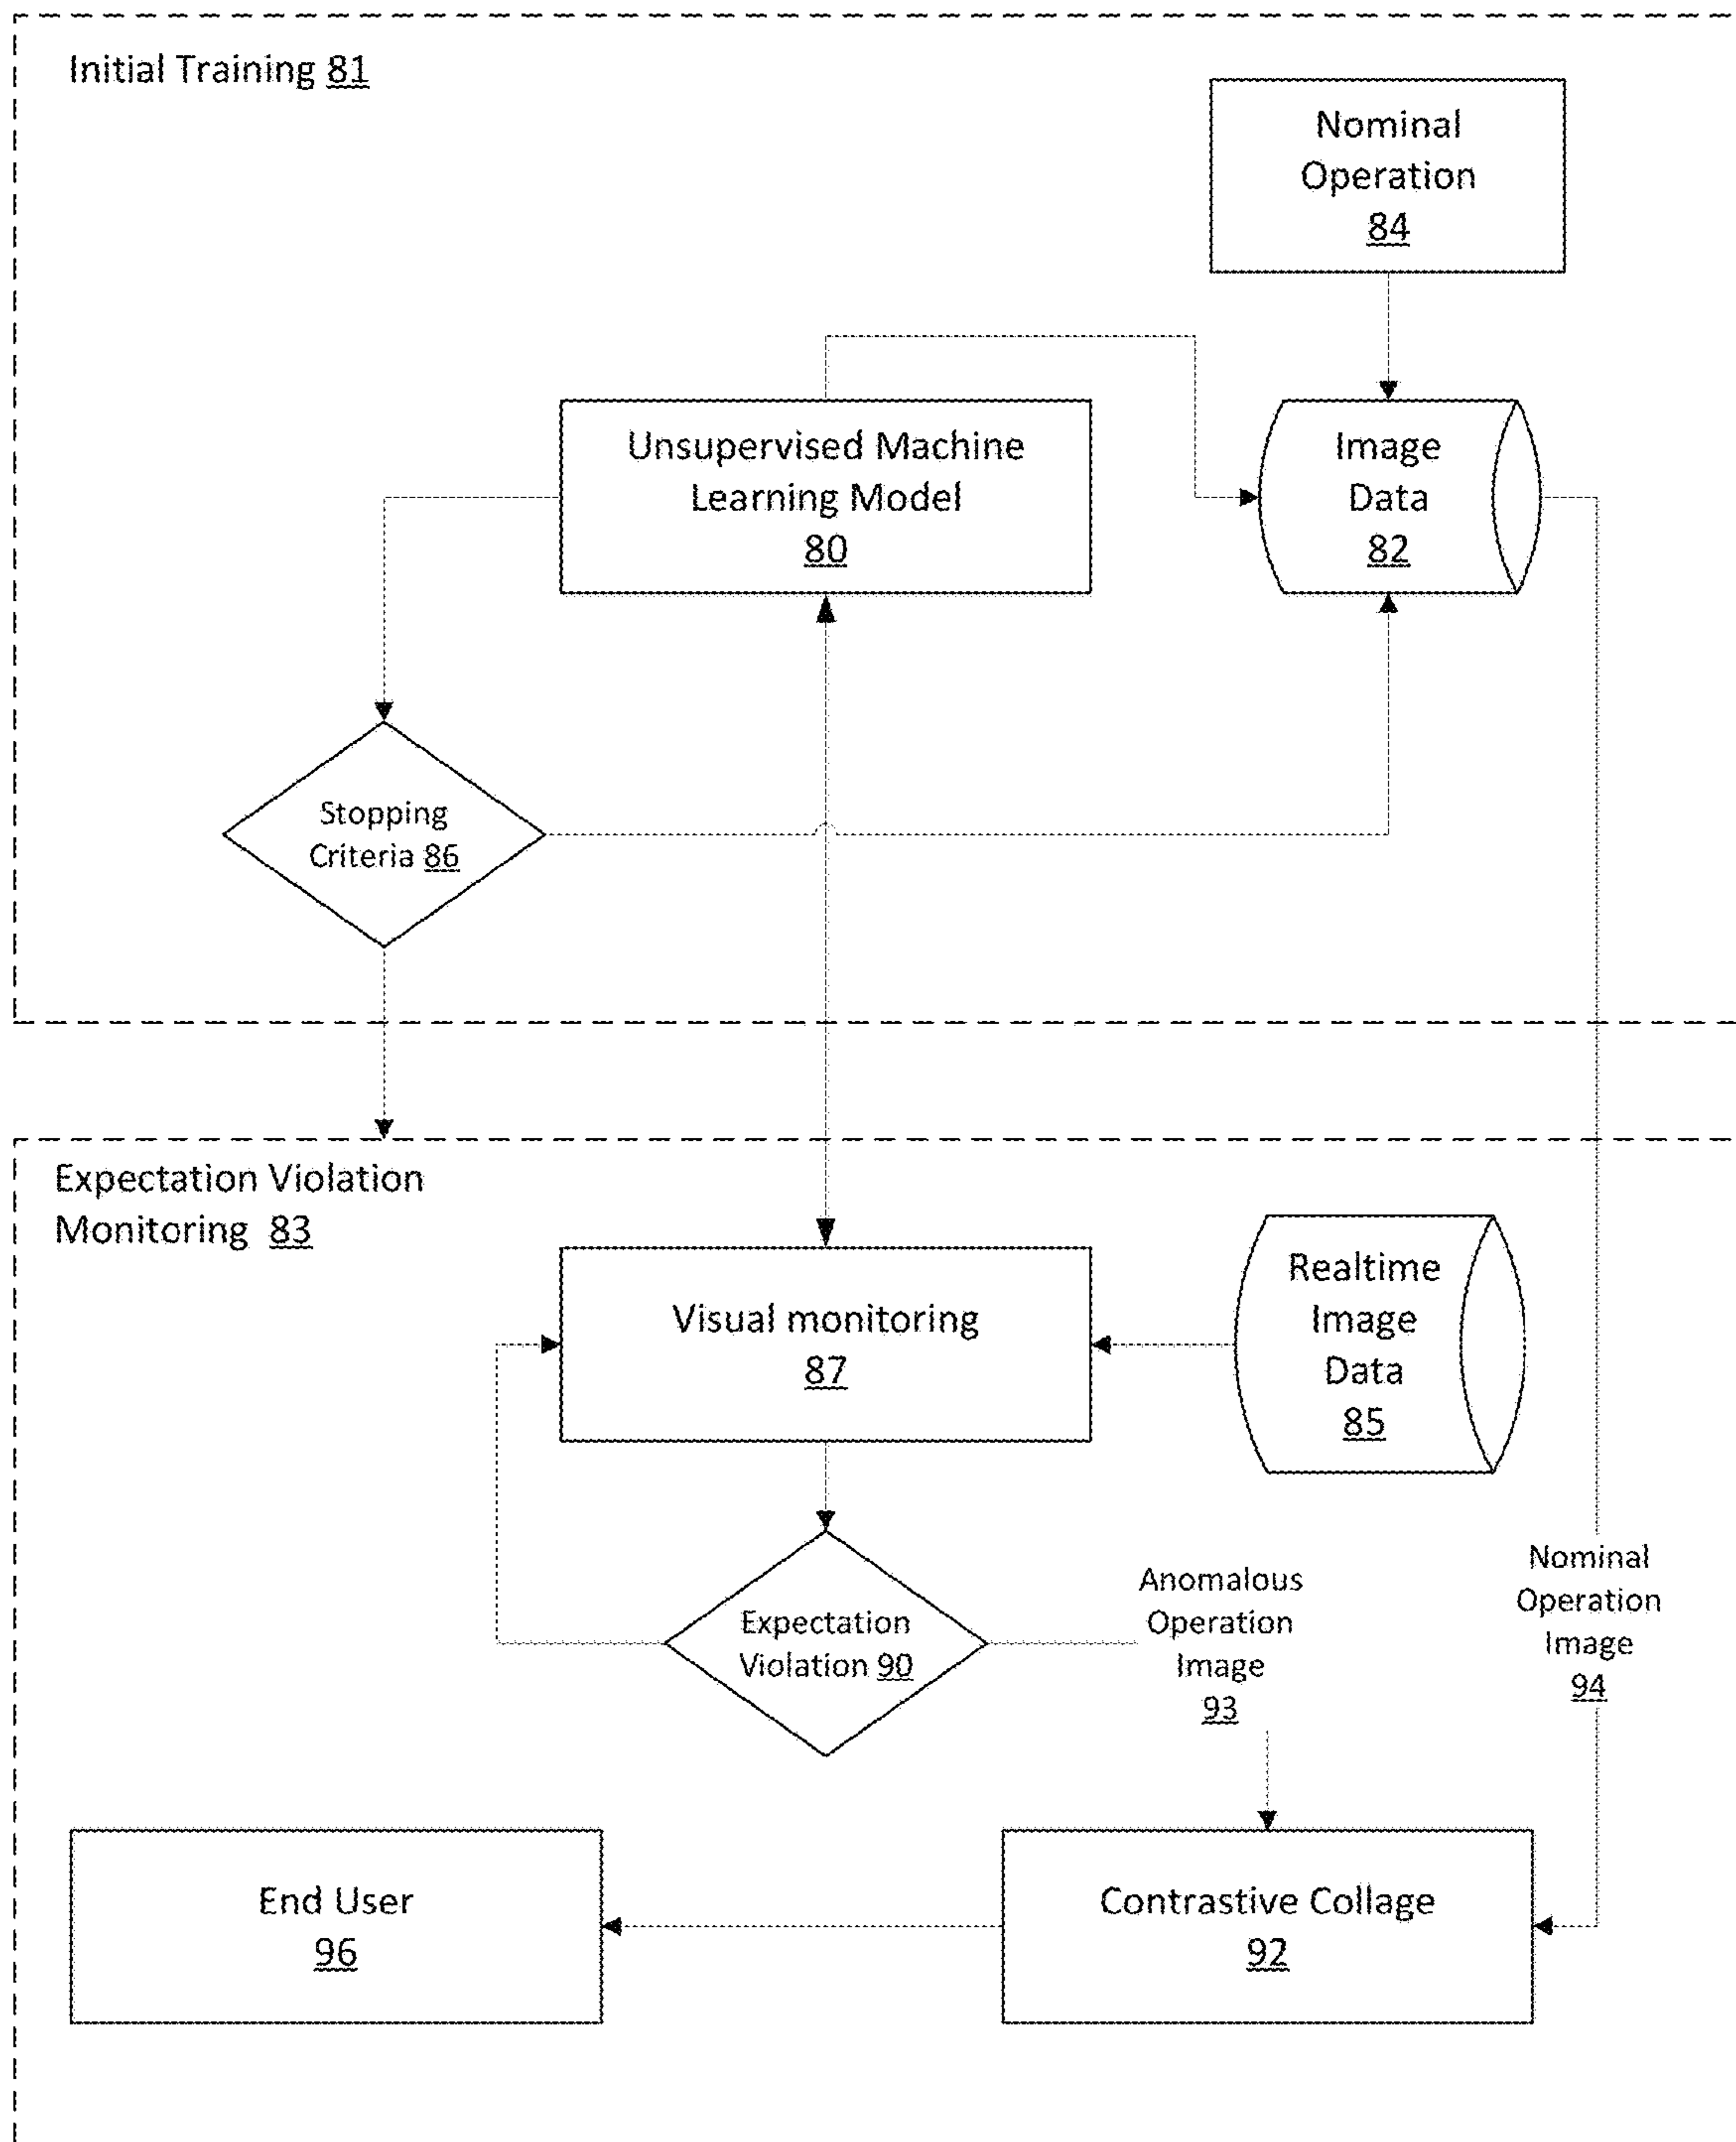 Initial Training 81
Nominal
Operation
84
Unsupervised Machine
Learning Model
80
Image
Data
82
Stopping
Criteria 86
Expectation Violation
Monitoring 83
Visual monitoring
87
Realtime
Image
Data
85
Expectation
Violation 90
Anomalous
Operation
Image
93
Nominal
Operation
Image
94
End User
96
Contrastive Collage
92